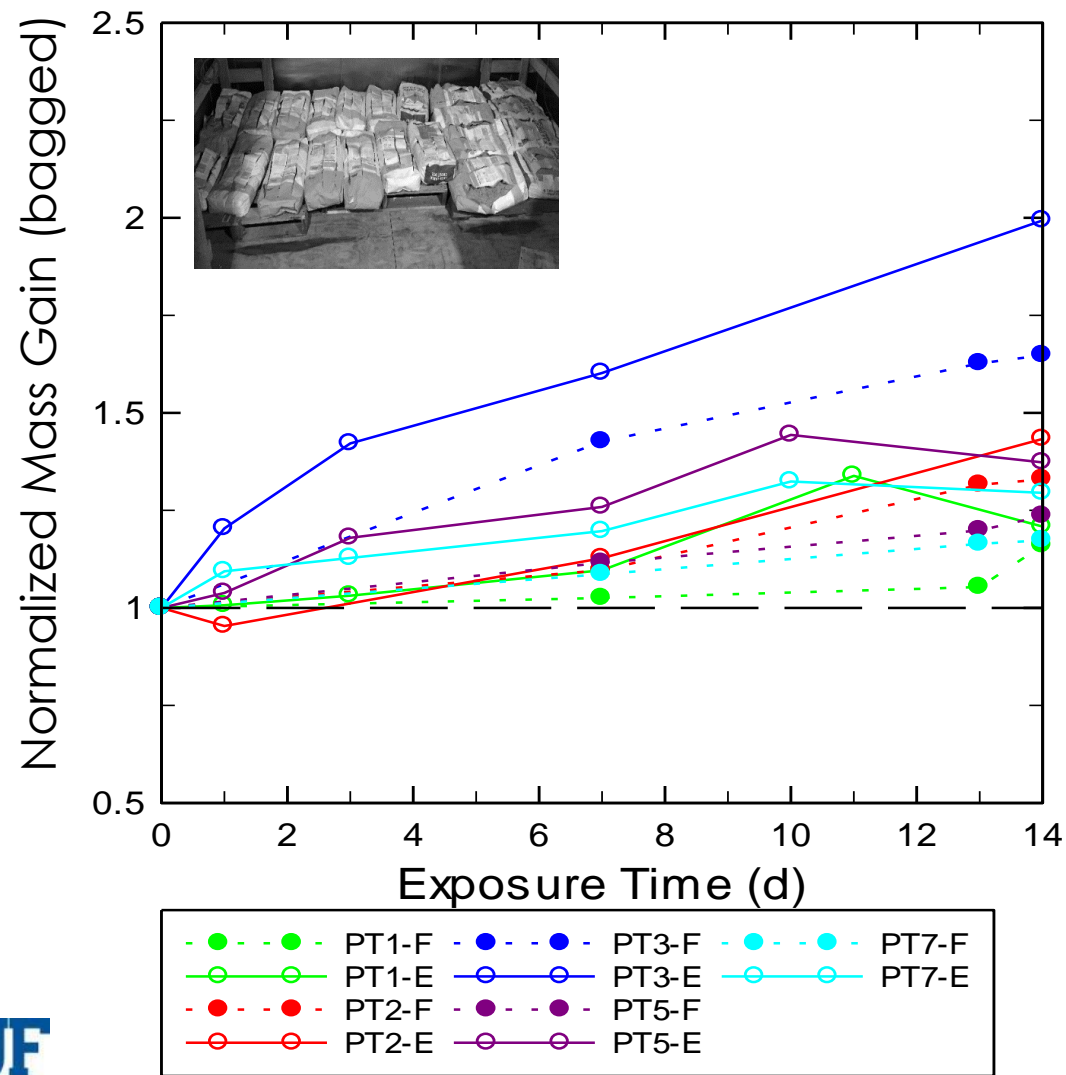 Normalized Mass Gain (bagged)
2.5
2
1.5
1
0.5
0 2 4 6 8 10 12 14
Exposure Time (d)
PT1-F PT3-F PT7-F
PT1-E PT3-E PT7-E
PT2-F PT5-F
PT2-E PT5-E